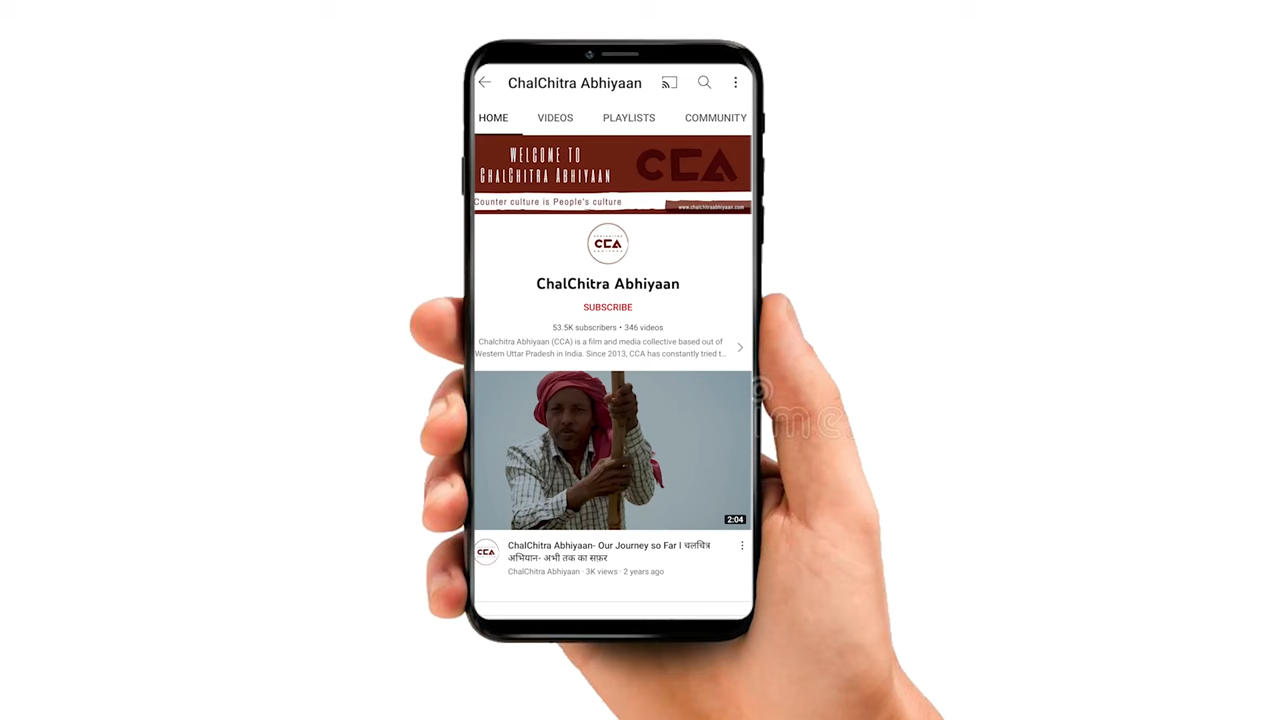 ChalChitra Abhiyaan
HOME VIDEOS PLAYLISTS COMMUNITY
WELCOME TO
CHALCHITRA ABHIYAAN
CCA
Counter culture is People's culture
www.chalchitraabhiyaan.com
CCA
ChalChitra Abhiyaan
SUBSCRIBE
53.5K subscribers • 346 videos
Chalchitra Abhiyaan (CCA) is a film and media collective based out of
Western Uttar Pradesh in India. Since 2013, CCA has constantly tried t...
2:04
CCA
ChalChitra Abhiyaan- Our Journey so Far I चलचित्र
अभियान- अभी तक का सफ़र
ChalChitra Abhiyaan · 3K views · 2 years ago